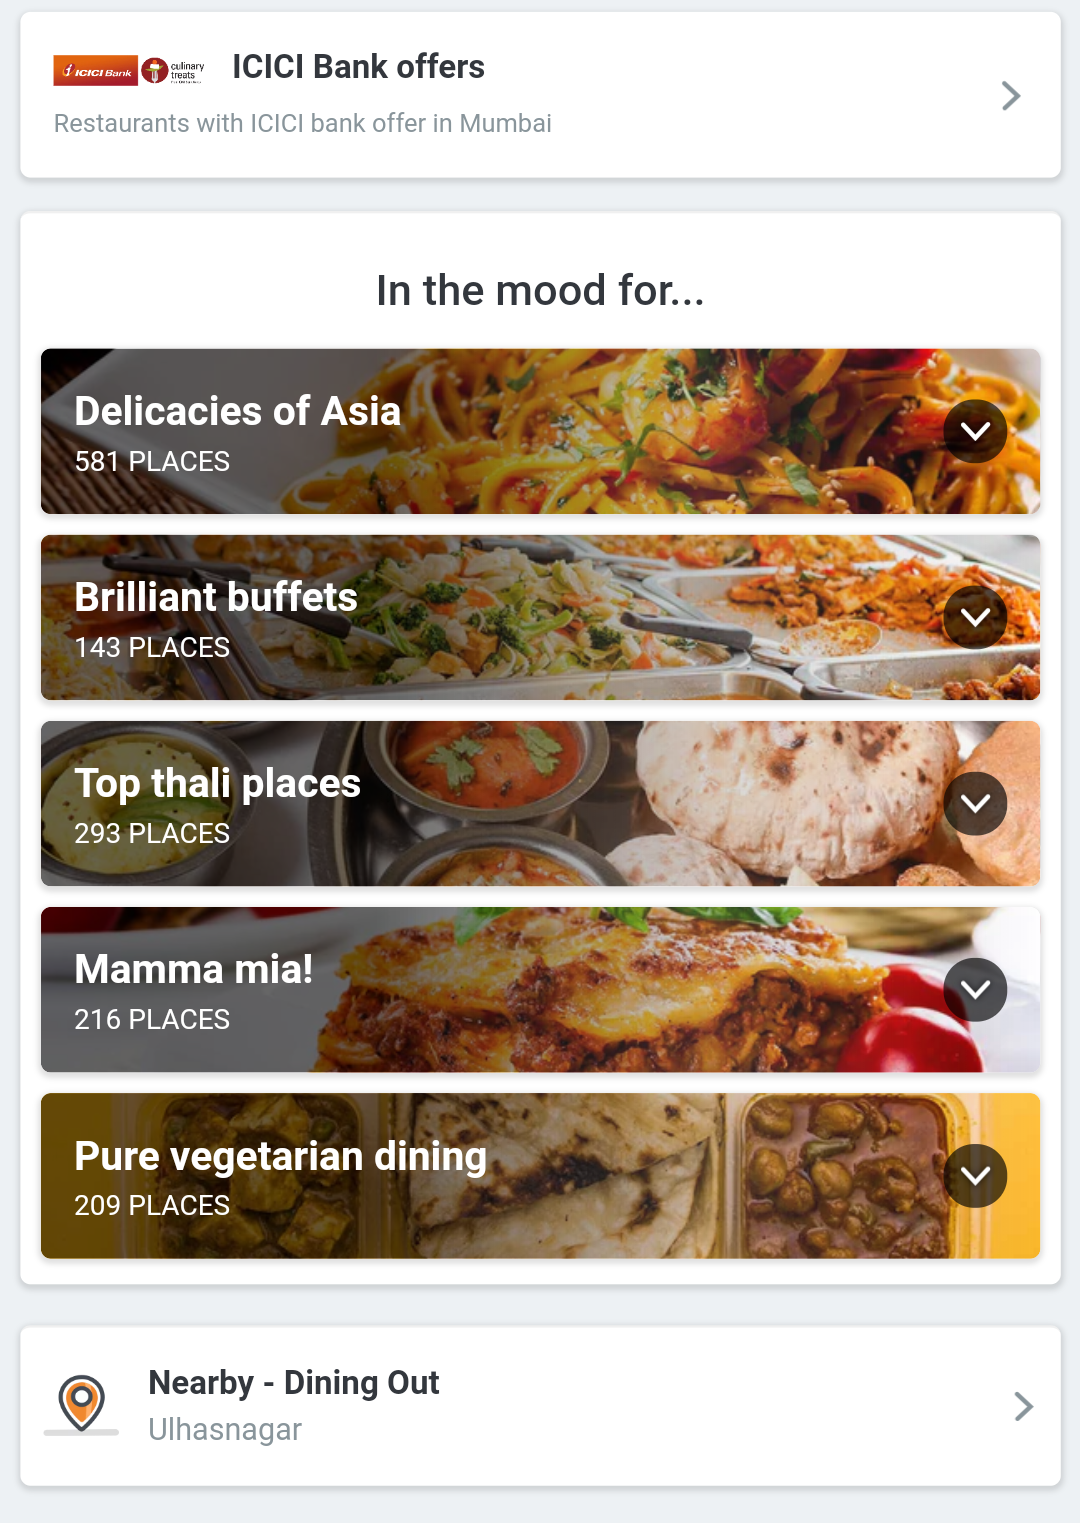 ICICI Bank
culinary
treats
ICICI Bank offers
Restaurants with ICICI bank offer in Mumbai
In the mood for...
Delicacies of Asia
581 PLACES
Brilliant buffets
143 PLACES
Top thali places
293 PLACES
Mamma mia!
216 PLACES
Pure vegetarian dining
209 PLACES
Nearby - Dining Out
Ulhasnagar